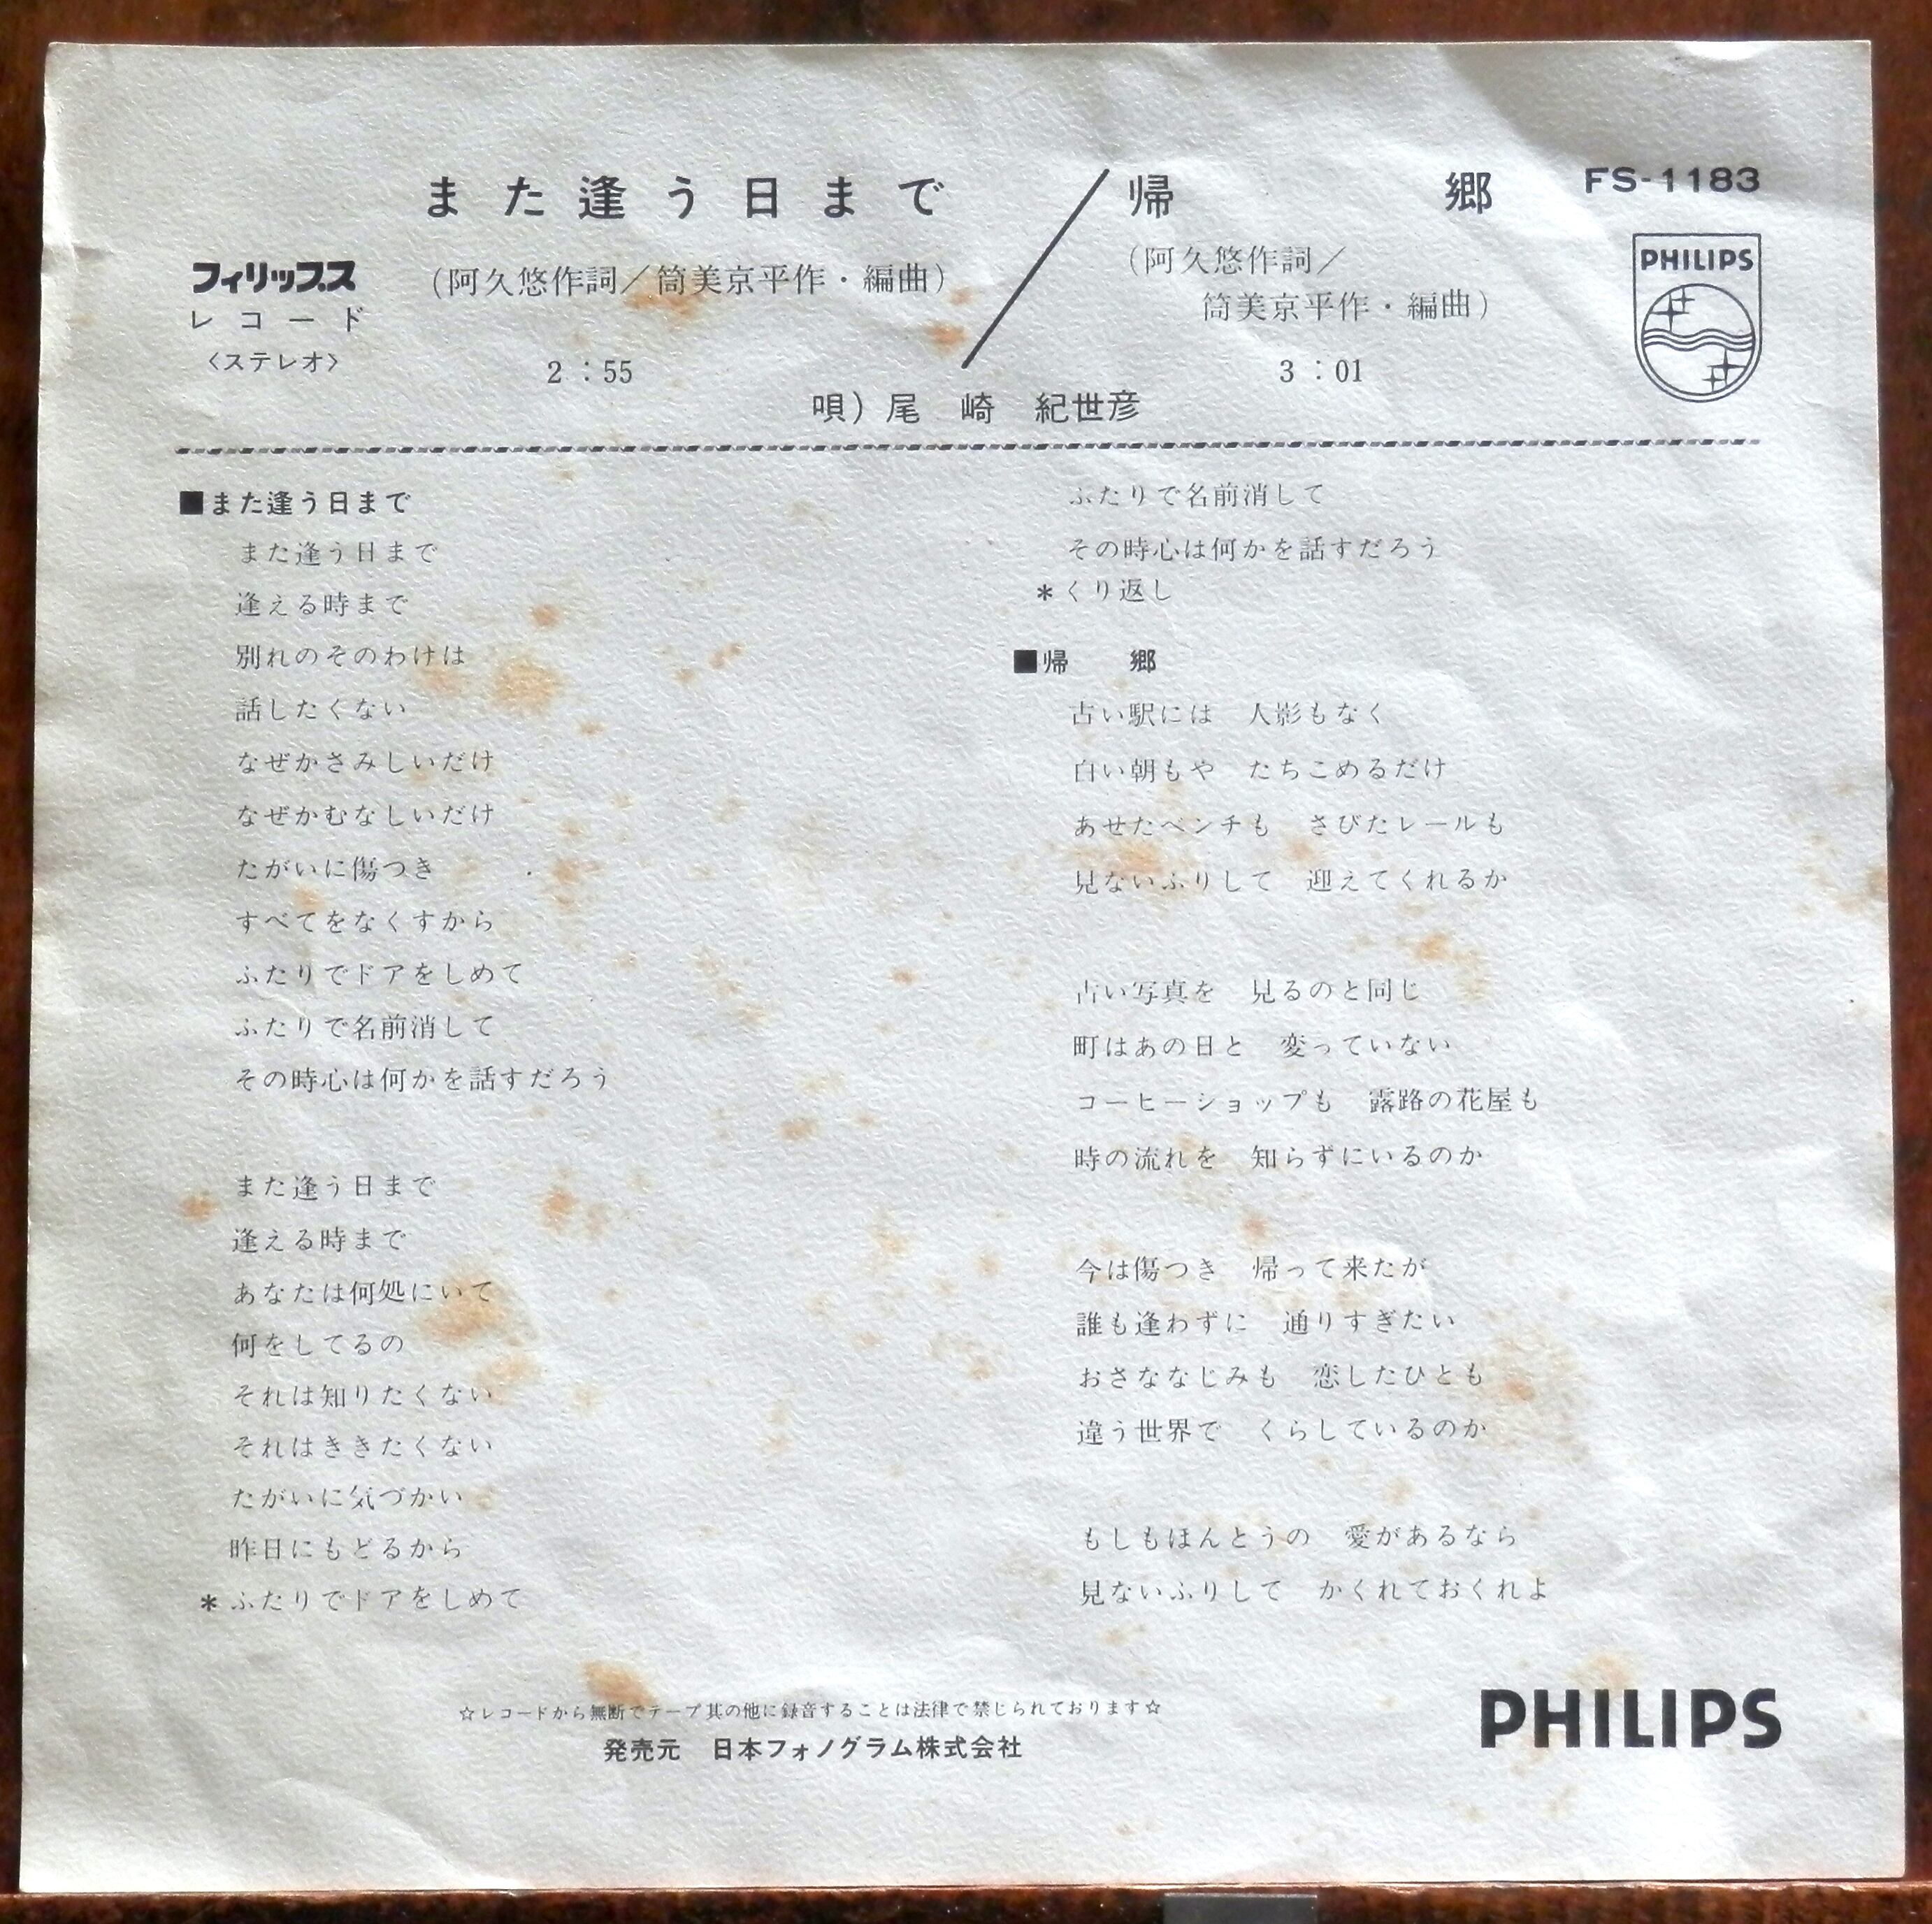 また逢う日まで／帰郷 FS-1183
フィリップス
レコード
〈ステレオ〉
（阿久悠作詞／筒美京平作・編曲）
2：55
（阿久悠作詞／
筒美京平作・編曲）
3：01
PHILIPS
唄）尾崎 紀世彦
■また逢う日まで
また逢う日まで
逢える時まで
別れのそのわけは
話したくない
なぜかさみしいだけ
なぜかむなしいだけ
たがいに傷つき
すべてをなくすから
ふたりでドアをしめて
ふたりで名前消して
その時心は何かを話すだろう
また逢う日まで
逢える時まで
あなたは何処にいて
何をしてるの
それは知りたくない
それはききたくない
たがいに気づかい
昨日にもどるから
＊ふたりでドアをしめて
ふたりで名前消して
その時心は何かを話すだろう
＊くり返し
■帰　郷
古い駅には　人影もなく
白い朝もや　たちこめるだけ
あせたベンチも　さびたレールも
見ないふりして　迎えてくれるか
古い写真を　見るのと同じ
町はあの日と　変っていない
コーヒーショップも　露路の花屋も
時の流れを　知らずにいるのか
今は傷つき　帰って来たが
誰も逢わずに　通りすぎたい
おさななじみも　恋したひとも
違う世界で　くらしているのか
もしもほんとうの　愛があるなら
見ないふりして　かくれておくれよ
☆レコードから無断でテープ其の他に録音することは法律で禁じられております☆
発売元　日本フォノグラム株式会社
PHILIPS